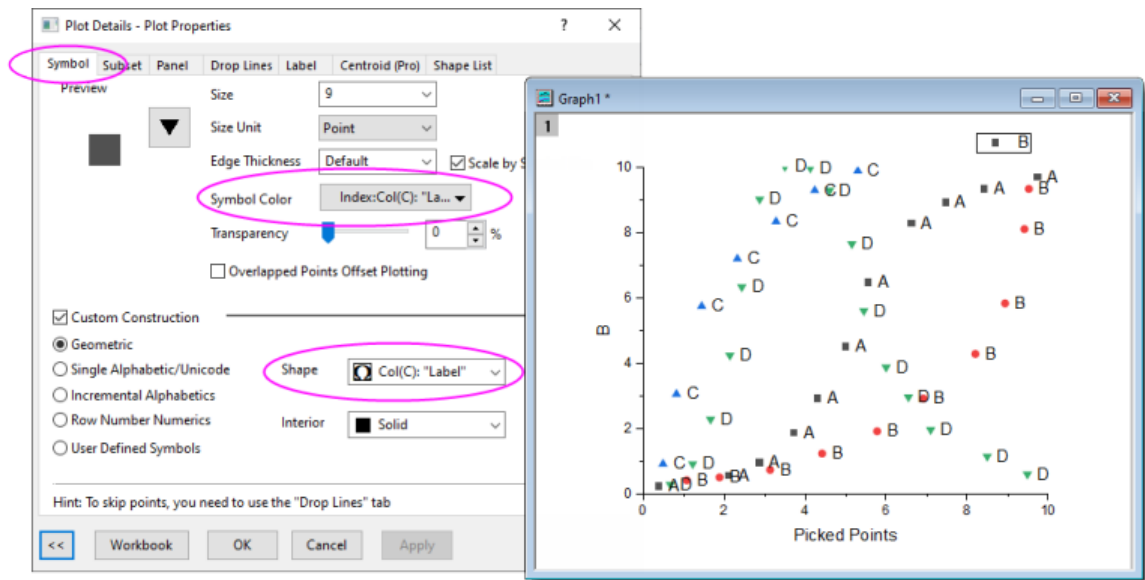 Plot Details - Plot Properties ? ×
Symbol Subset Panel Drop Lines Label Centroid (Pro) Shape List
Preview
Size 9
Size Unit Point
Edge Thickness Default Scale by S
Symbol Color Index:Col(C): "La...
Transparency 0 %
Overlapped Points Offset Plotting
Custom Construction
Geometric
Single Alphabetic/Unicode
Shape Ω Col(C): "Label"
Incremental Alphabetics
Row Number Numerics
Interior Solid
User Defined Symbols
Hint: To skip points, you need to use the "Drop Lines" tab
<< Workbook OK Cancel Apply
Graph1 *
1
B
10 D D C A
C C D B
D A A
C A B
8
D
C
6 D A
C D B
4 D A B
D
C A D B
2 D A B D
B D
C D A B D
0 A D B B A
0 2 4 6 8 10
B
Picked Points